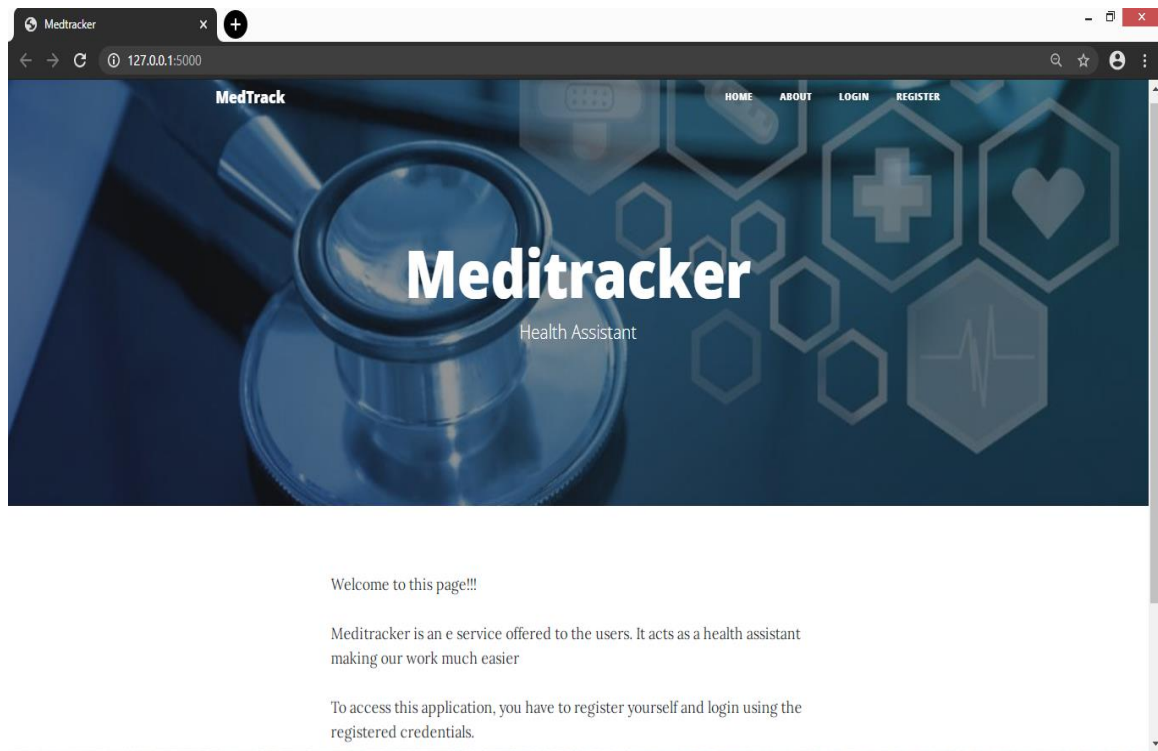 Medtracker
127.0.0.1:5000
MedTrack
HOME ABOUT LOGIN REGISTER
Meditracker
Health Assistant
Welcome to this page!!!
Meditracker is an e service offered to the users. It acts as a health assistant
making our work much easier
To access this application, you have to register yourself and login using the
registered credentials.